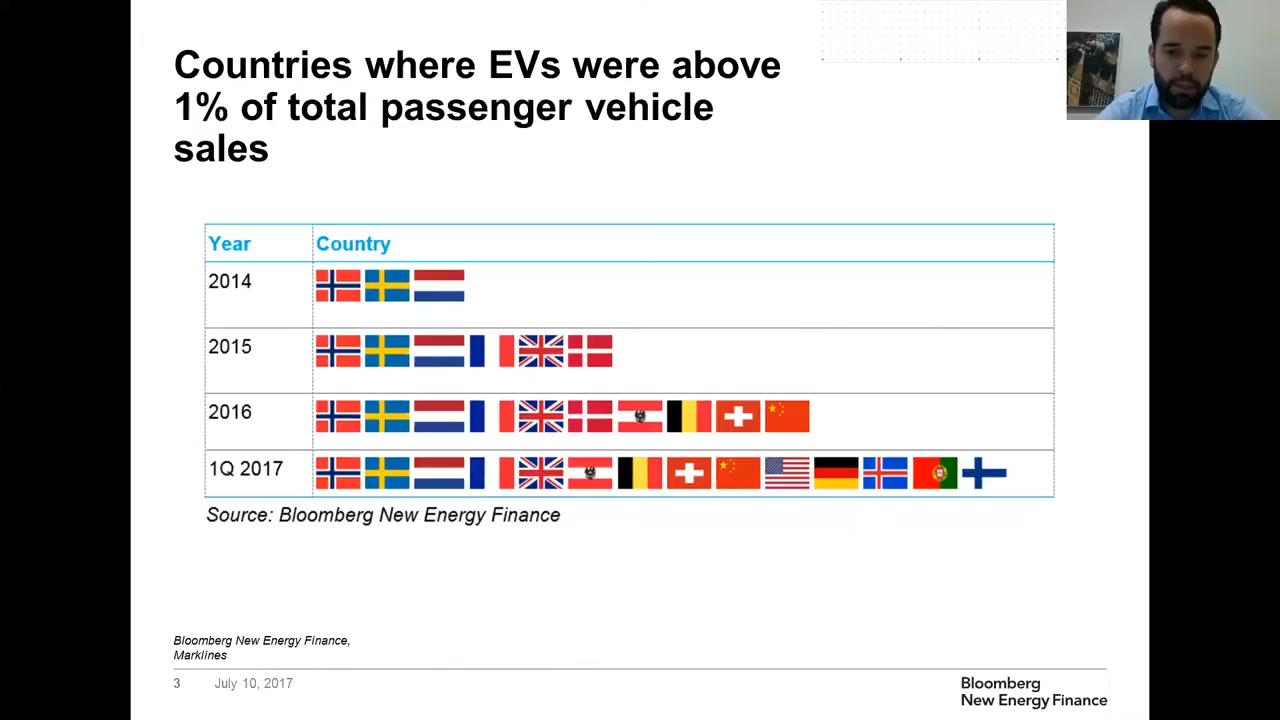 Countries where EVs were above
1% of total passenger vehicle
sales
Year Country
2014
2015
2016
1Q 2017
Source: Bloomberg New Energy Finance
Bloomberg New Energy Finance,
Marklines
3 July 10, 2017
Bloomberg
New Energy Finance